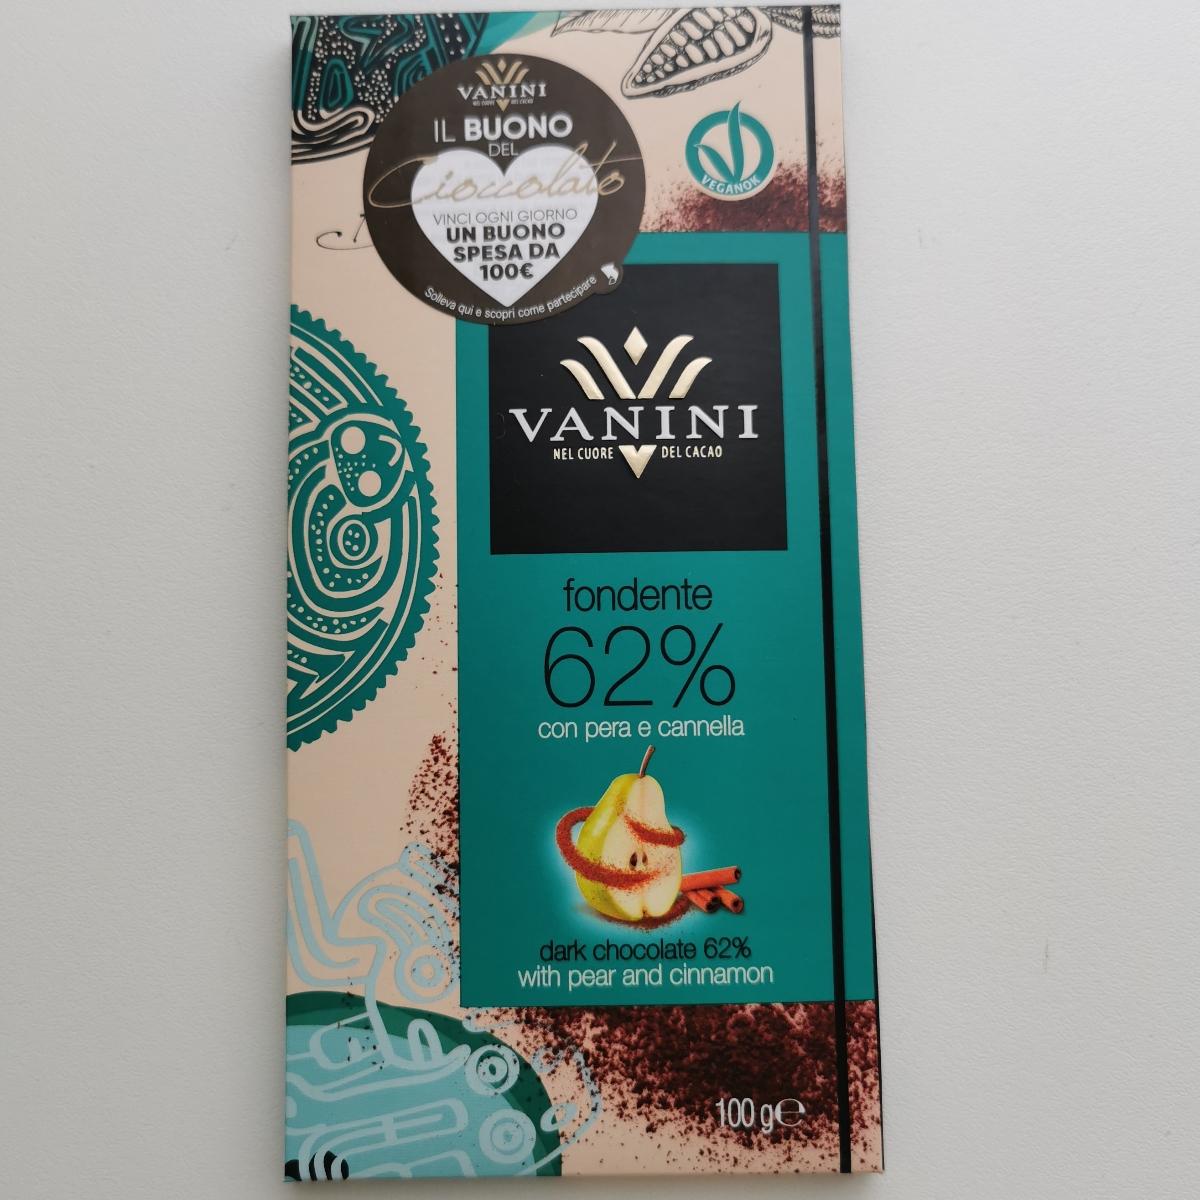 VANINI
NEL CUORE DEL CACAO
IL BUONO
DEL
Cioccolato
VINCI OGNI GIORNO
UN BUONO
SPESA DA
100€
Solleva qui e scopri come partecipare
VEGANOK
VANINI
NEL CUORE DEL CACAO
fondente
62%
con pera e cannella
dark chocolate 62%
with pear and cinnamon
100 g℮